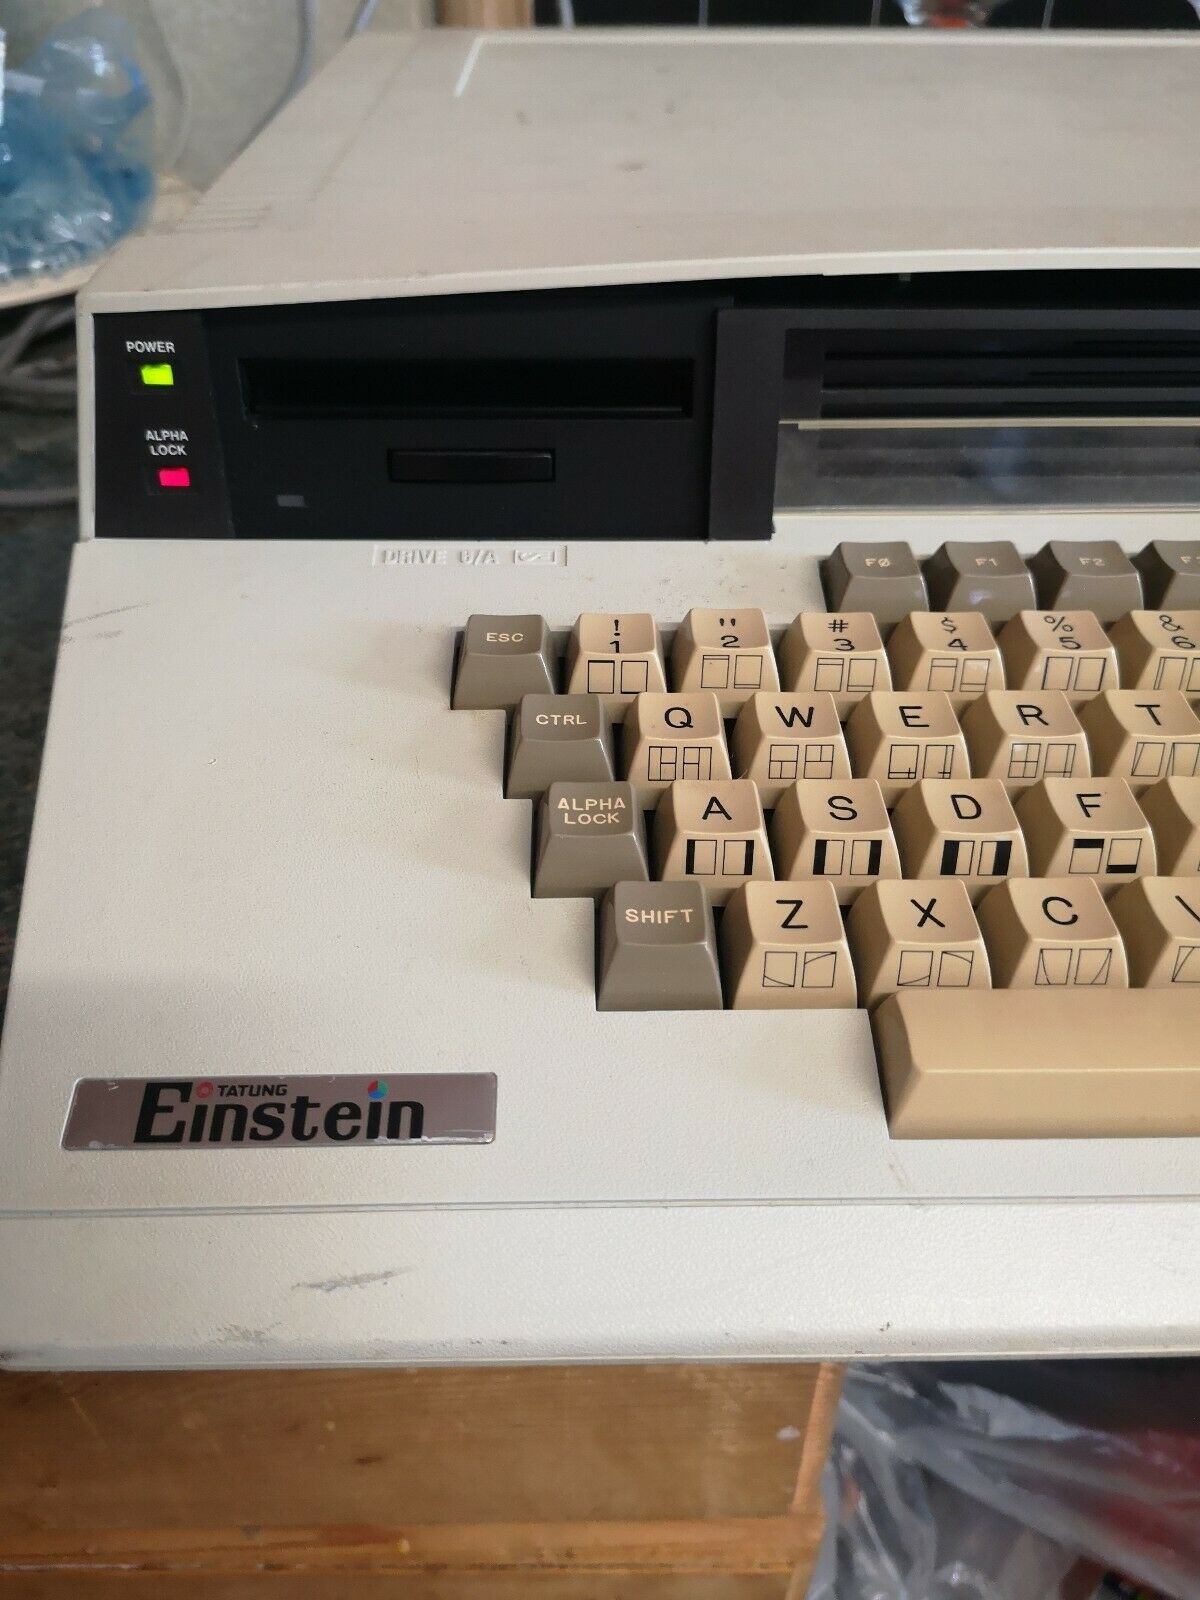 POWER
ALPHA
LOCK
DRIVE 0/A
F0 F1 F2
ESC ! 1 " 2 # 3 $ 4 % 5 & 6
CTRL Q W E R T
ALPHA
LOCK
A S D F
SHIFT Z X C
TATUNG
Einstein